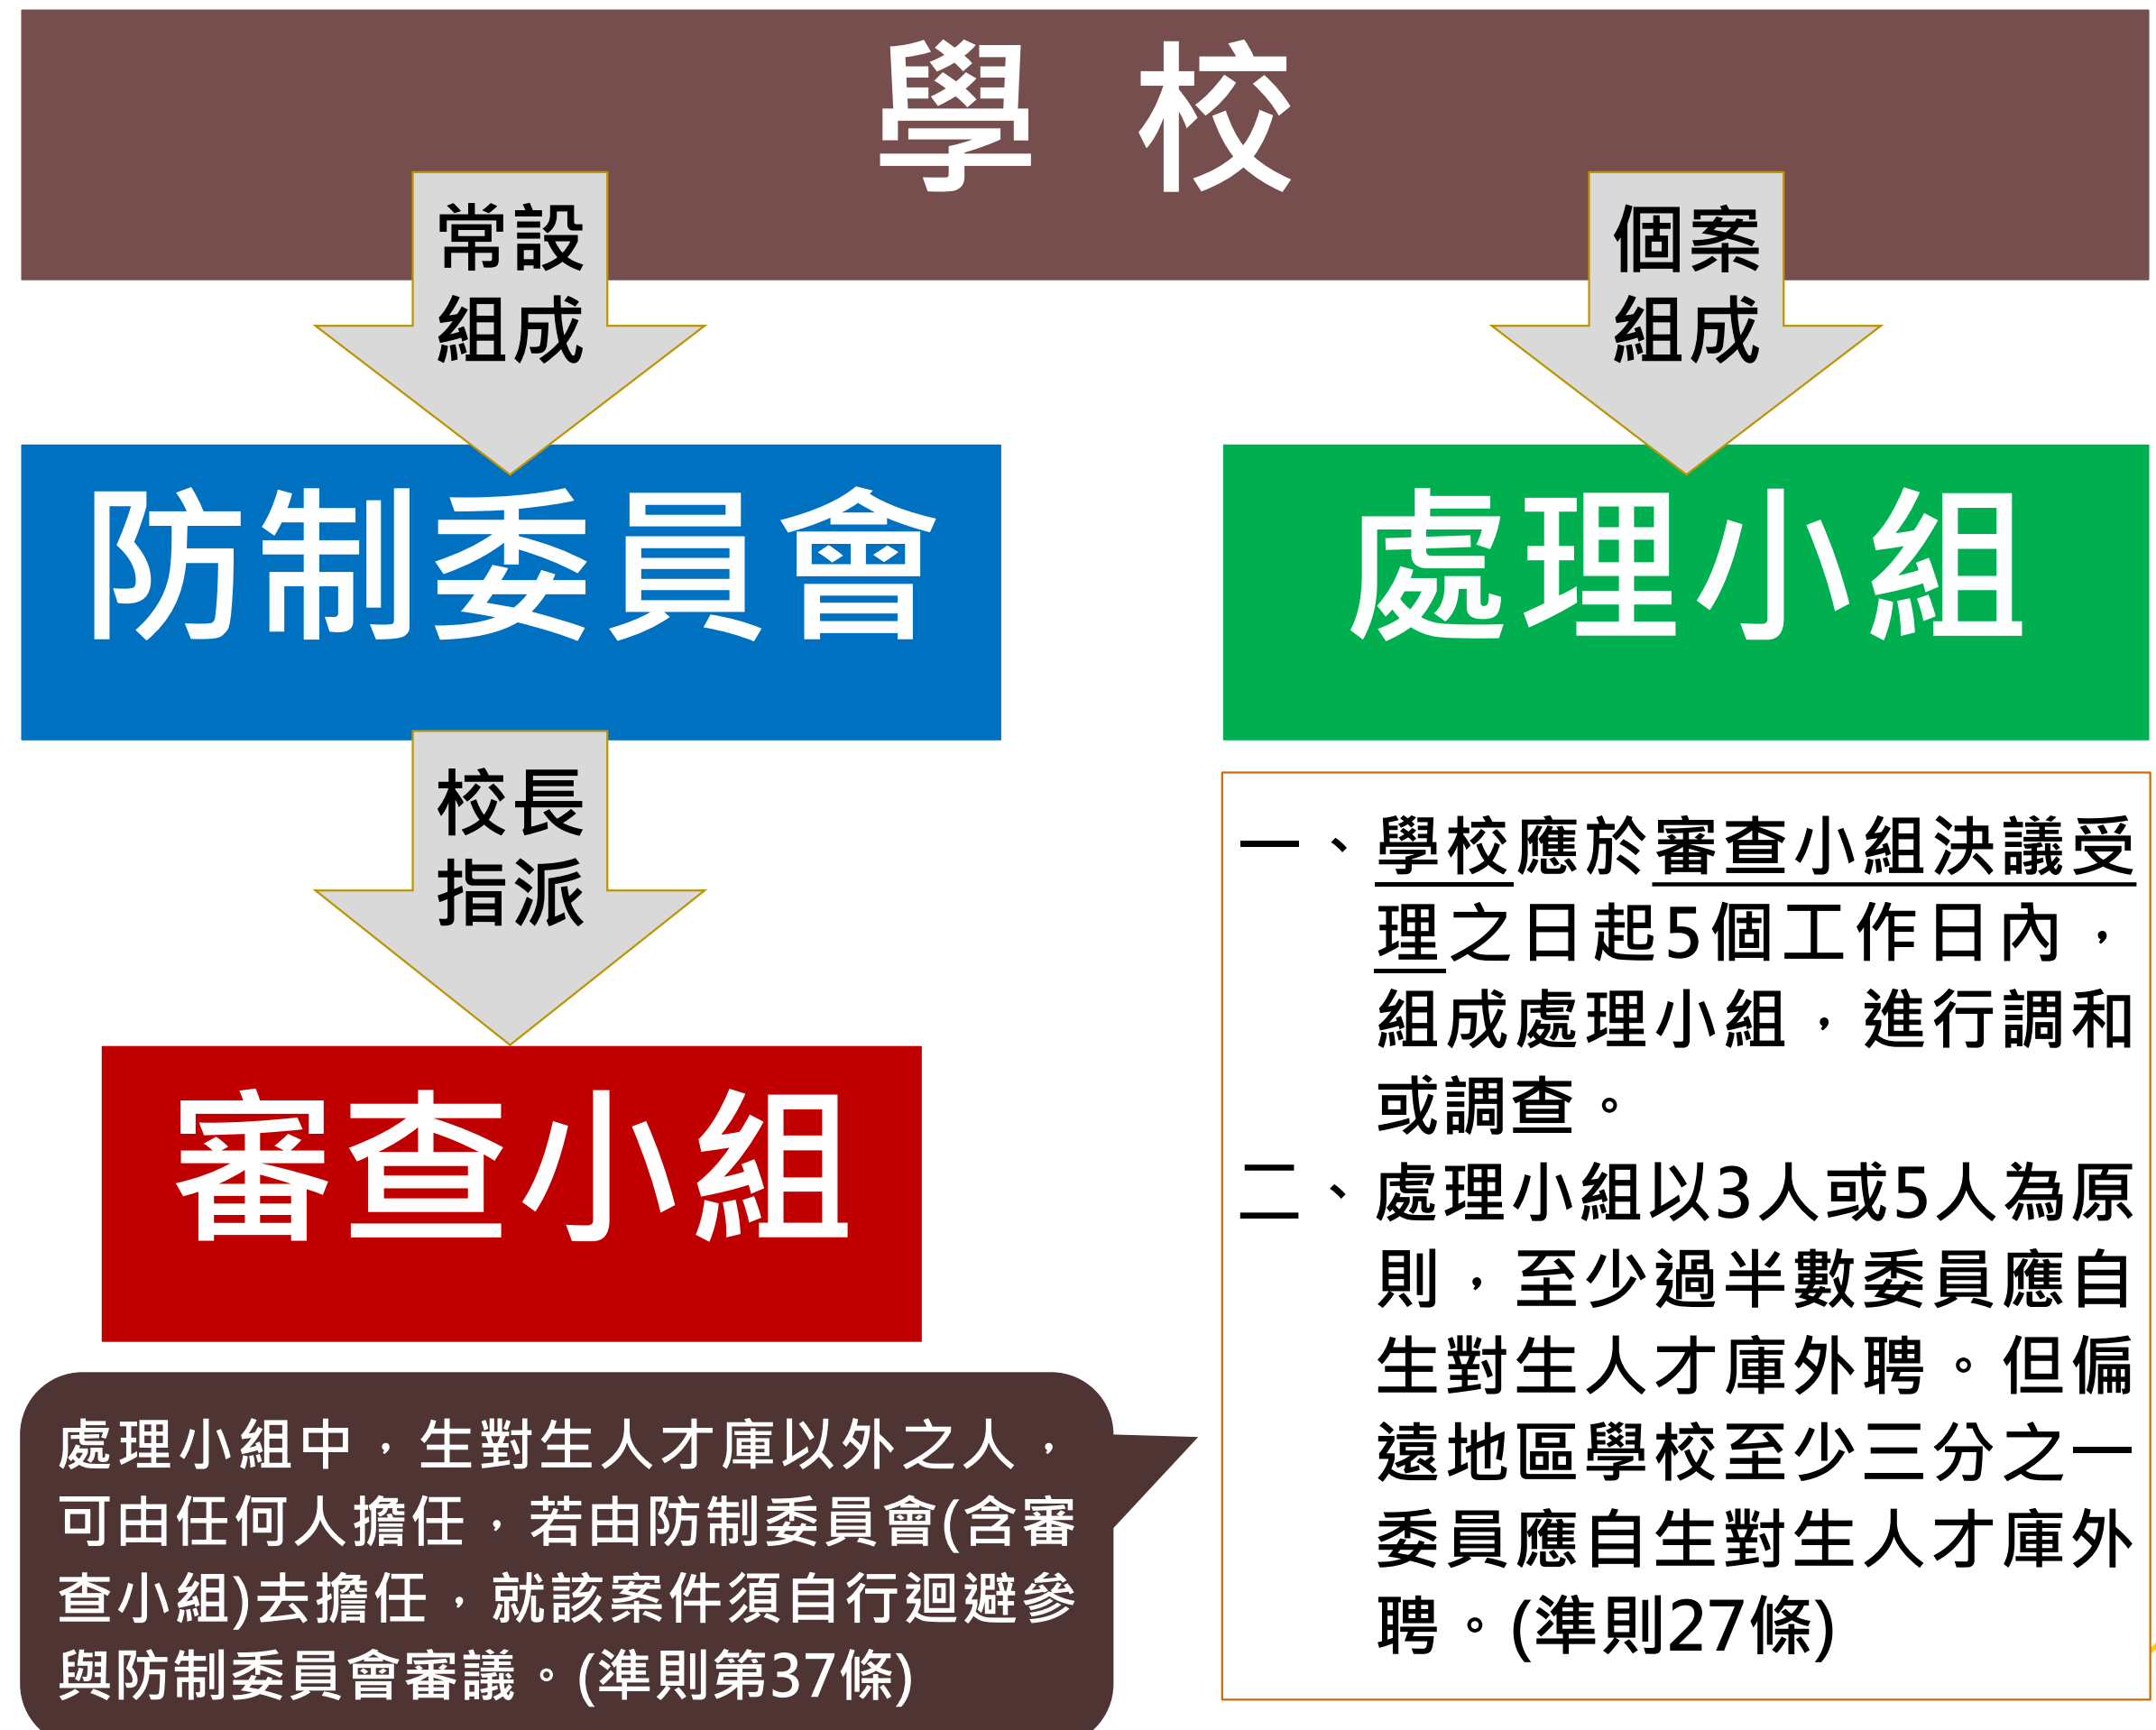 學 校
常設
組成
個案
組成
防制委員會
處理小組
校長
指派
審查小組
一、學校應於審查小組決議受
理之日起5個工作日內，
組成處理小組，進行調和
或調查。
二、處理小組以3人或5人為原
則，至少過半數委員應自
生對生人才庫外聘。但偏
遠地區學校至少三分之一
委員應自生對生人才庫外
聘。(準則27條)
處理小組中，生對生人才庫以外之人，
可由任何人擔任，若由防制委員會(含審
查小組)去擔任，就該案件須自行迴避參
與防制委員會審議。(準則第37條)